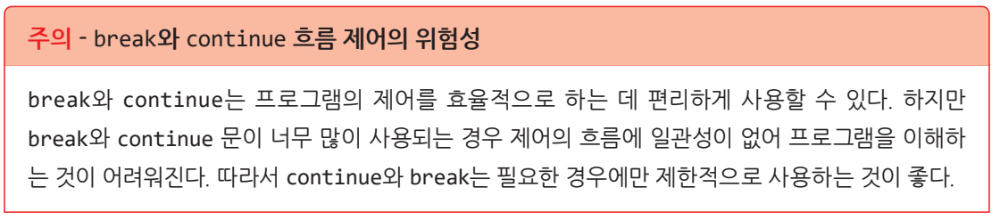 주의 - break와 continue 흐름 제어의 위험성
break와 continue는 프로그램의 제어를 효율적으로 하는 데 편리하게 사용할 수 있다. 하지만
break와 continue 문이 너무 많이 사용되는 경우 제어의 흐름에 일관성이 없어 프로그램을 이해하
는 것이 어려워진다. 따라서 continue와 break는 필요한 경우에만 제한적으로 사용하는 것이 좋다.